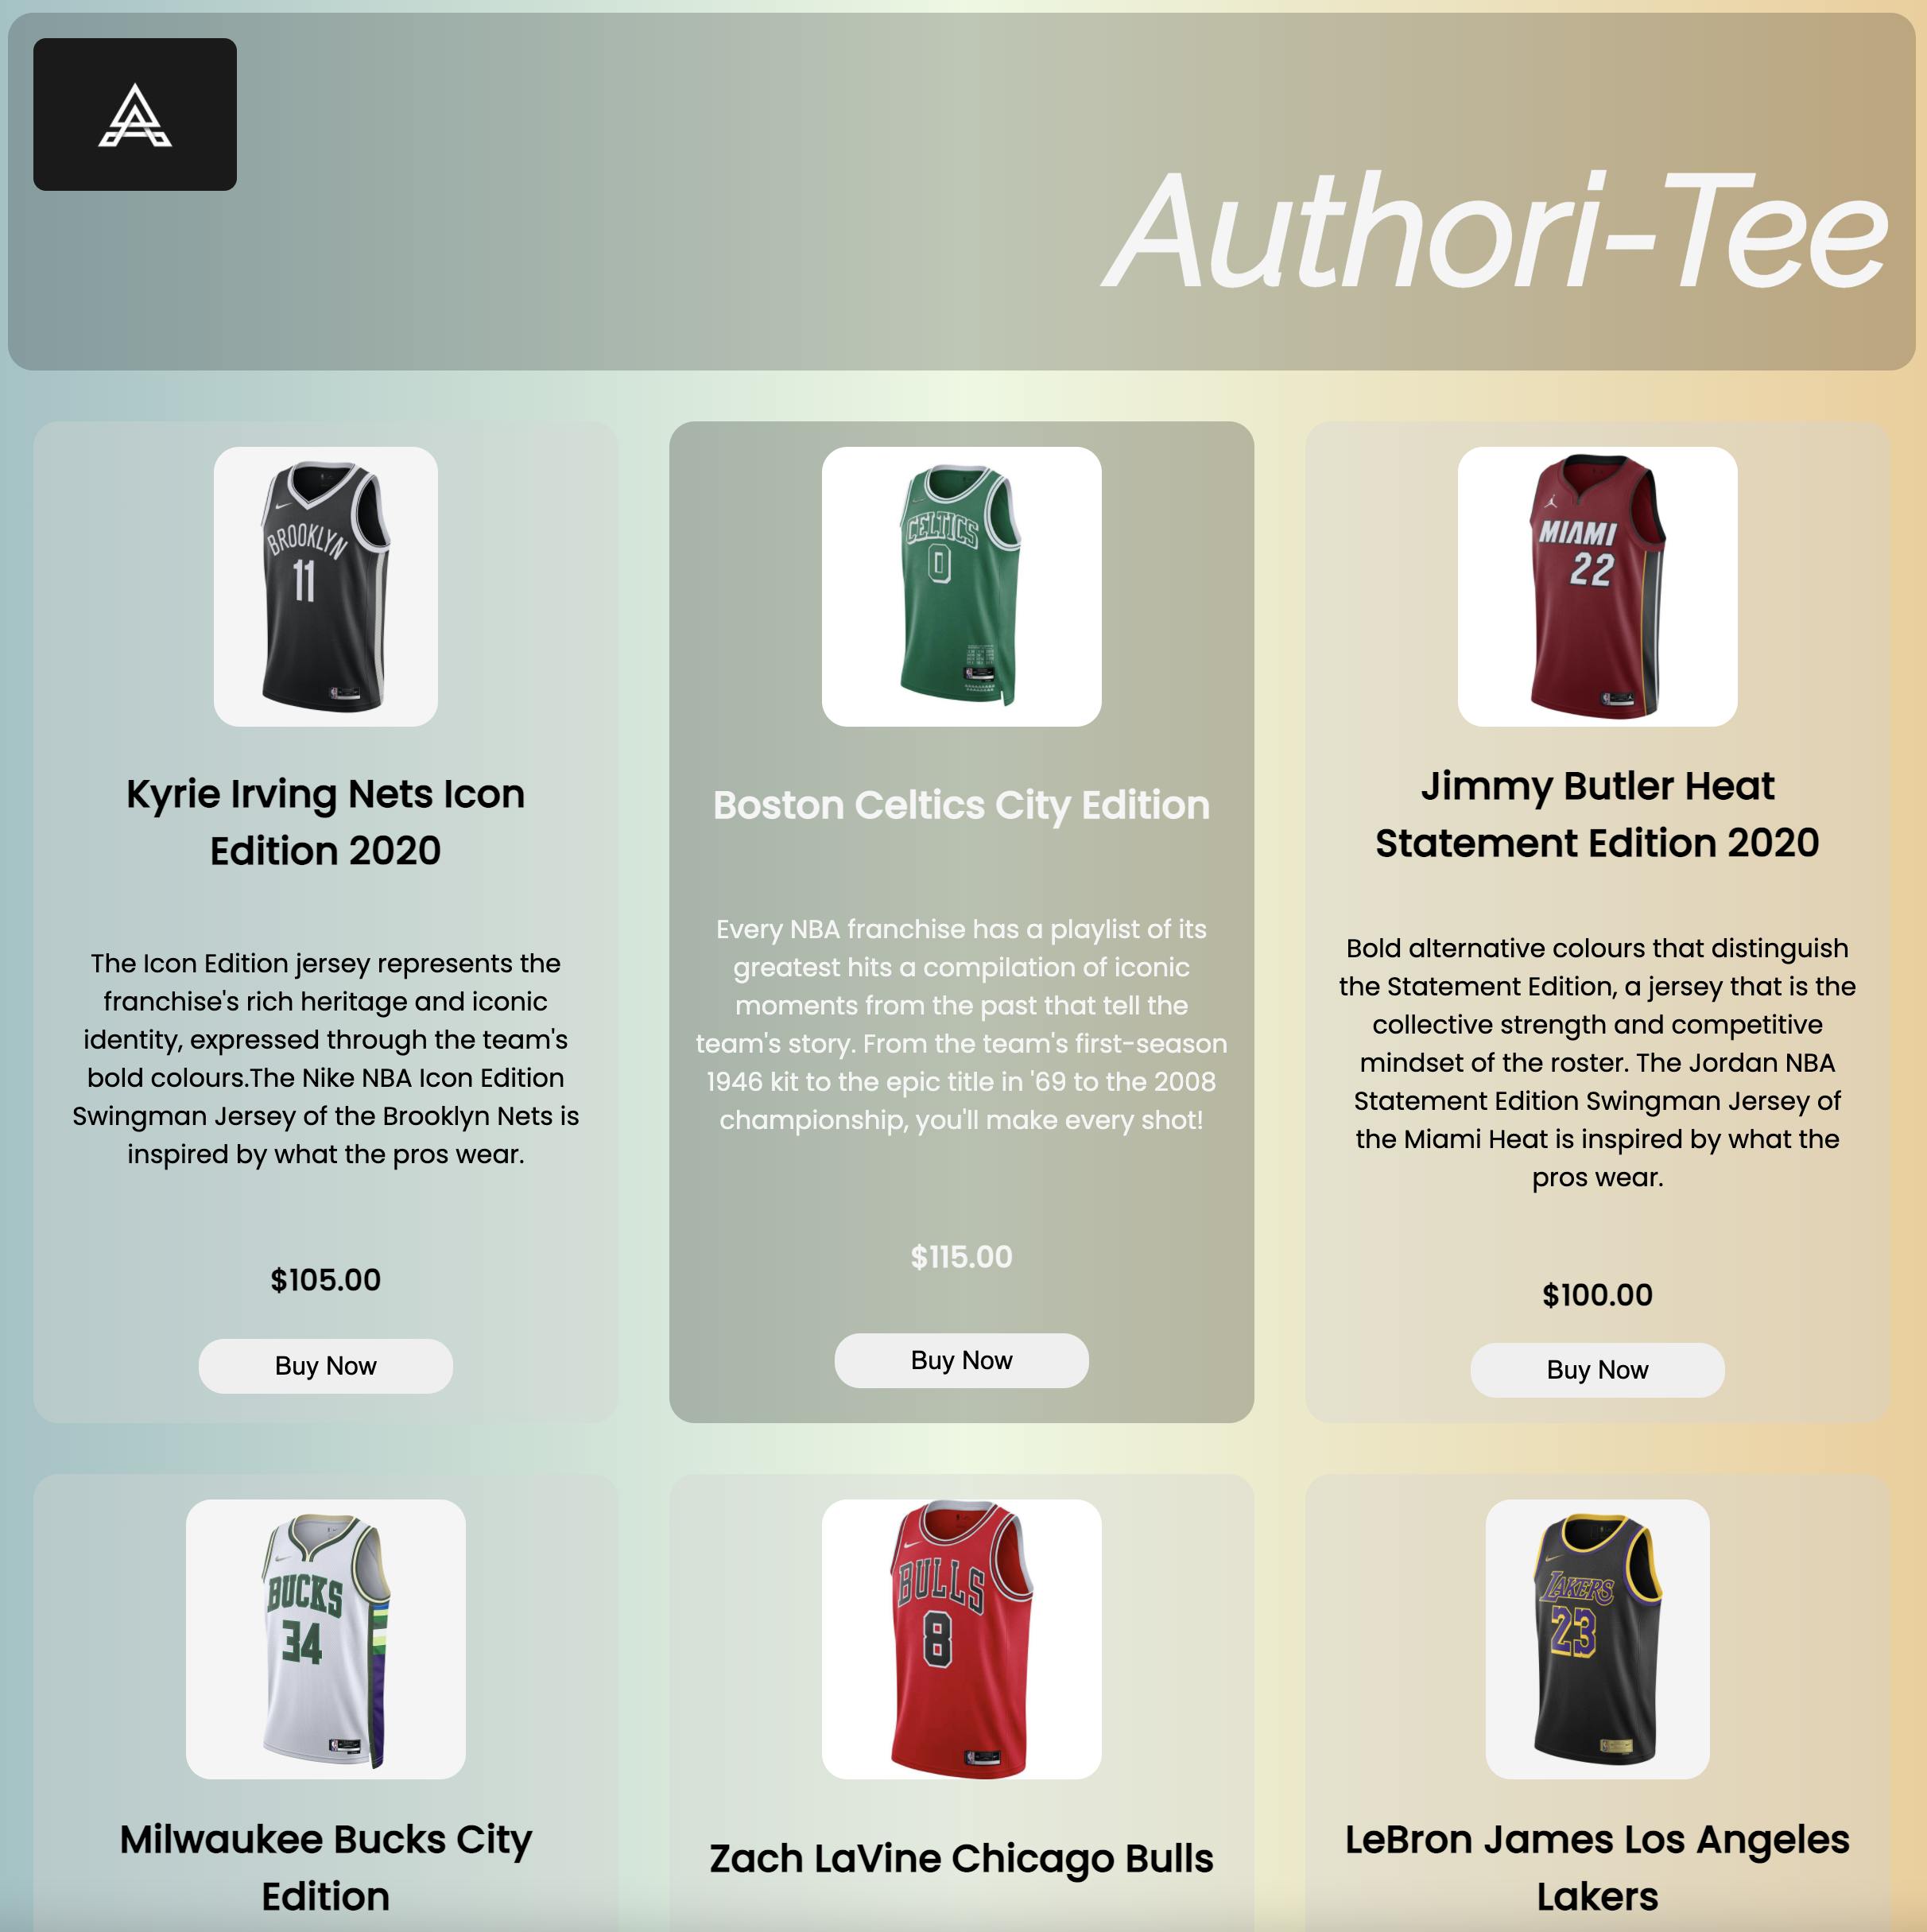 Authori-Tee
BROOKLYN
11
Kyrie Irving Nets Icon
Edition 2020
The Icon Edition jersey represents the
franchise's rich heritage and iconic
identity, expressed through the team's
bold colours.The Nike NBA Icon Edition
Swingman Jersey of the Brooklyn Nets is
inspired by what the pros wear.
$105.00
Buy Now
CELTICS
0
Boston Celtics City Edition
Every NBA franchise has a playlist of its
greatest hits a compilation of iconic
moments from the past that tell the
team's story. From the team's first-season
1946 kit to the epic title in '69 to the 2008
championship, you'll make every shot!
$115.00
Buy Now
MIAMI
22
Jimmy Butler Heat
Statement Edition 2020
Bold alternative colours that distinguish
the Statement Edition, a jersey that is the
collective strength and competitive
mindset of the roster. The Jordan NBA
Statement Edition Swingman Jersey of
the Miami Heat is inspired by what the
pros wear.
$100.00
Buy Now
BUCKS
34
Milwaukee Bucks City
Edition
BULLS
8
Zach LaVine Chicago Bulls
LAKERS
23
LeBron James Los Angeles
Lakers